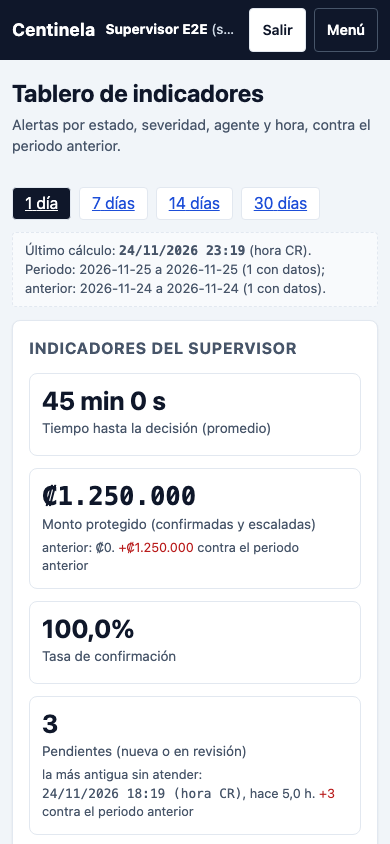 Centinela Supervisor E2E (s... Salir Menú
Tablero de indicadores
Alertas por estado, severidad, agente y hora, contra el
periodo anterior.
1 día 7 días 14 días 30 días
Último cálculo: 24/11/2026 23:19 (hora CR).
Periodo: 2026-11-25 a 2026-11-25 (1 con datos);
anterior: 2026-11-24 a 2026-11-24 (1 con datos).
INDICADORES DEL SUPERVISOR
45 min 0 s
Tiempo hasta la decisión (promedio)
₡1.250.000
Monto protegido (confirmadas y escaladas)
anterior: ₡0. +₡1.250.000 contra el periodo
anterior
100,0%
Tasa de confirmación
3
Pendientes (nueva o en revisión)
la más antigua sin atender:
24/11/2026 18:19 (hora CR), hace 5,0 h. +3
contra el periodo anterior